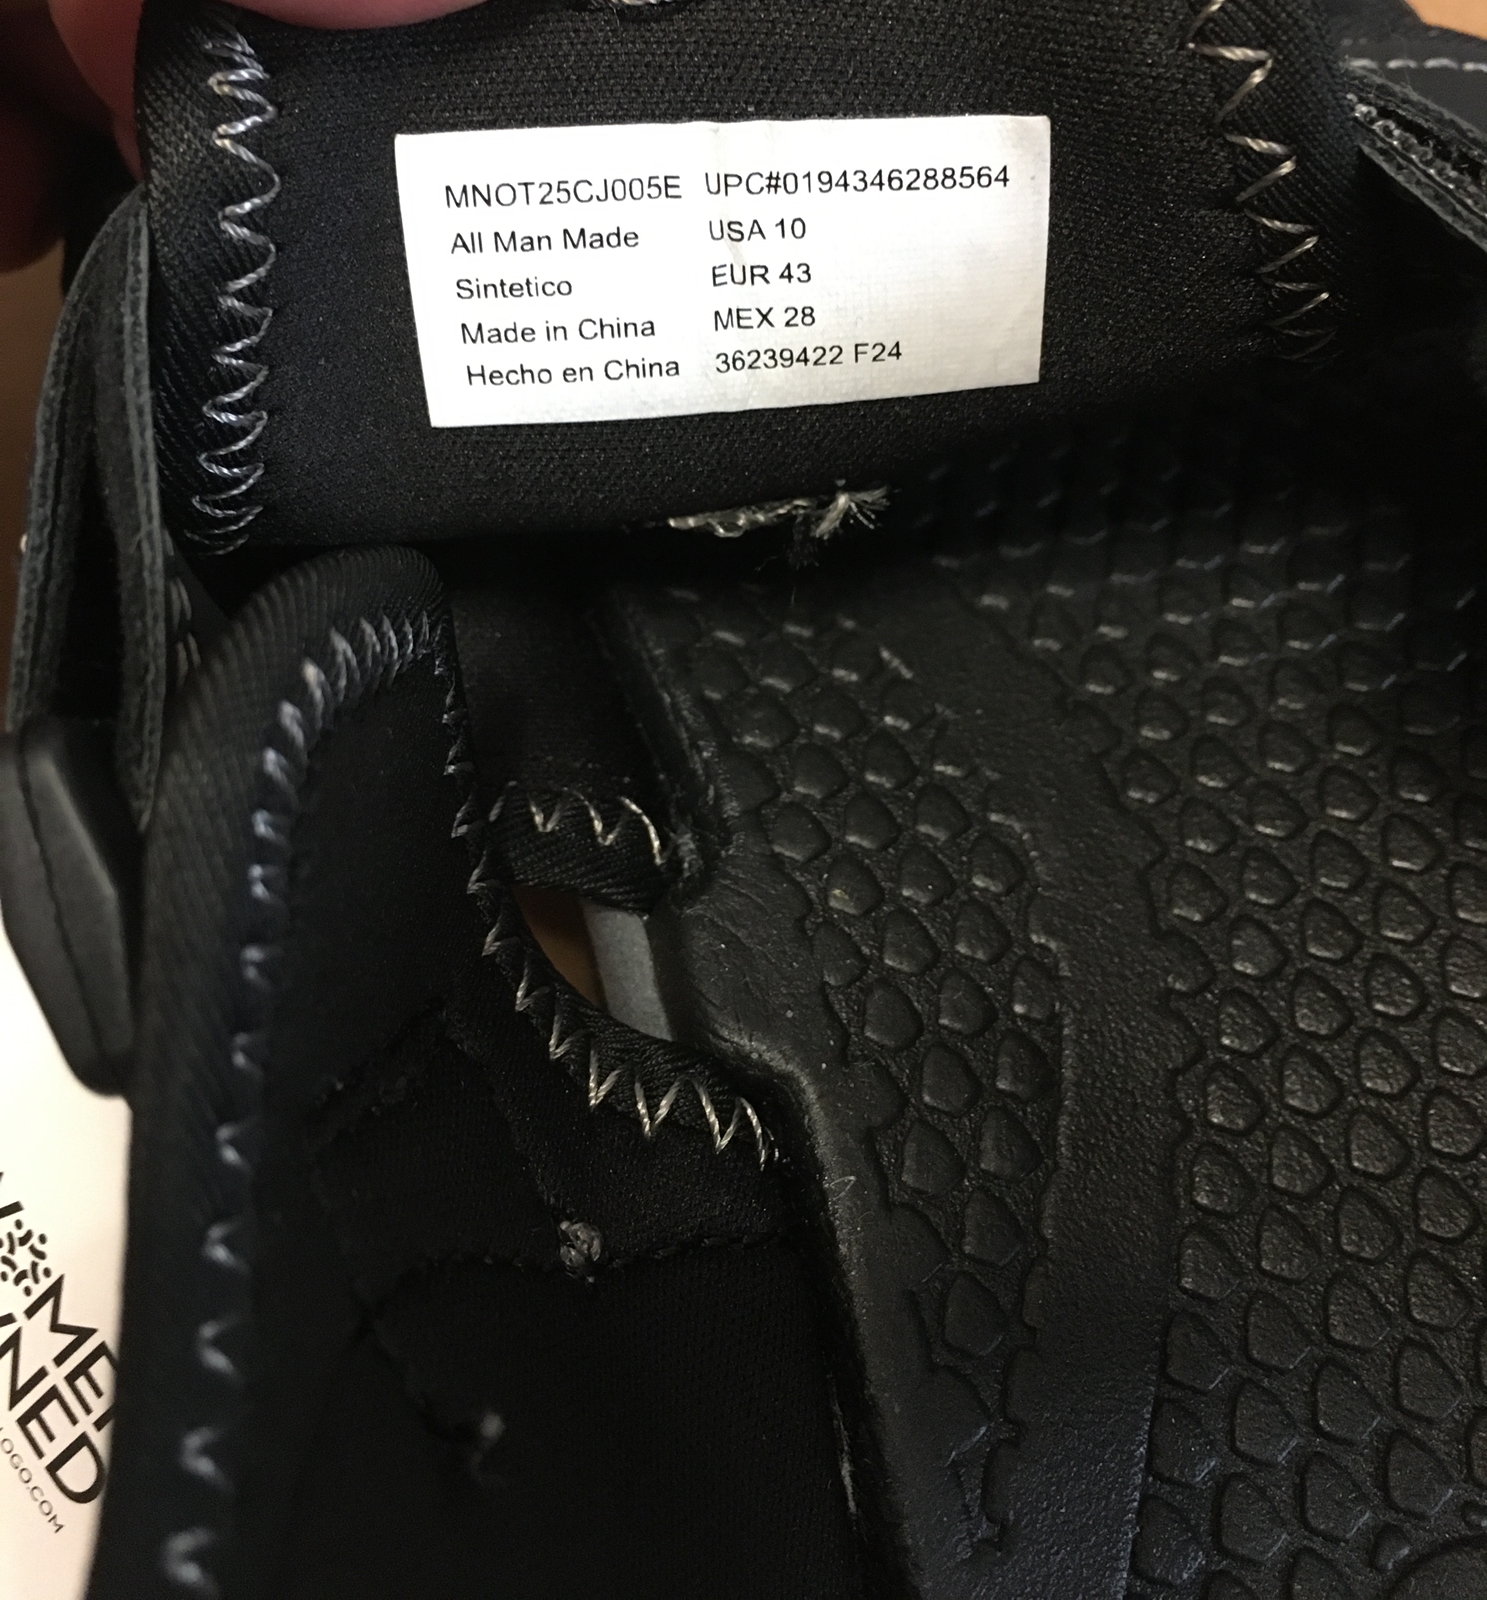 MNOT25CJ005E UPC#0194346288564
All Man Made USA 10
Sintetico EUR 43
Made in China MEX 28
Hecho en China 36239422 F24